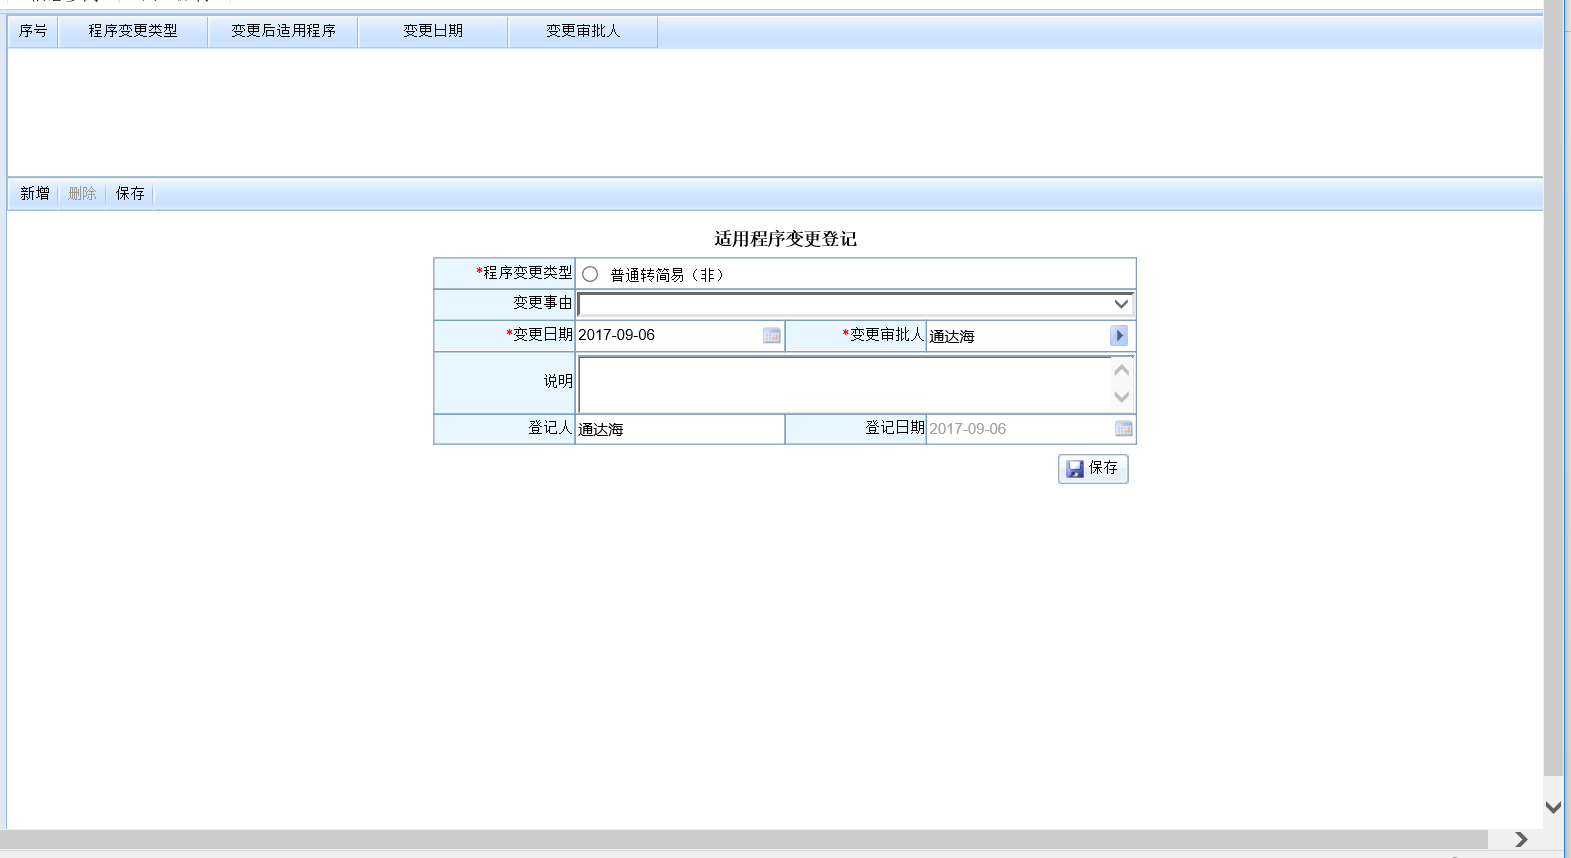 序号 程序变更类型 变更后适用程序 变更日期 变更审批人
新增 删除 保存
适用程序变更登记
*程序变更类型 普通转简易（非）
变更事由
*变更日期 2017-09-06 *变更审批人 通达海
说明
登记人 通达海 登记日期 2017-09-06
保存